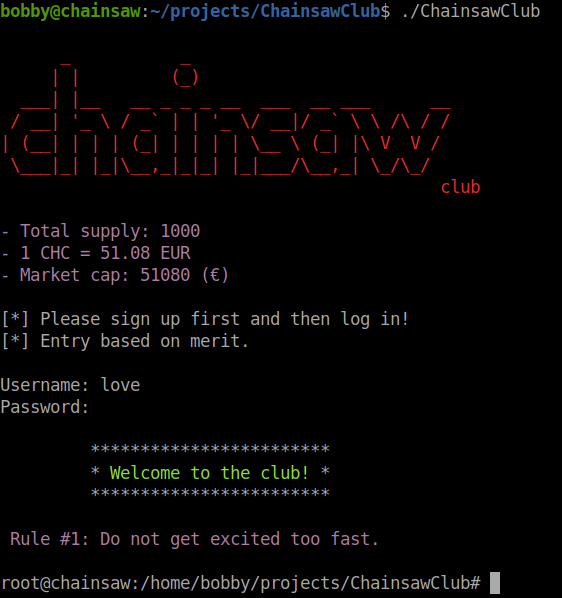 bobby@chainsaw:~/projects/ChainsawClub$ ./ChainsawClub
chainsaw
club
- Total supply: 1000
- 1 CHC = 51.08 EUR
- Market cap: 51080 (€)
[*] Please sign up first and then log in!
[*] Entry based on merit.
Username: love
Password:
************************
* Welcome to the club! *
************************
Rule #1: Do not get excited too fast.
root@chainsaw:/home/bobby/projects/ChainsawClub#